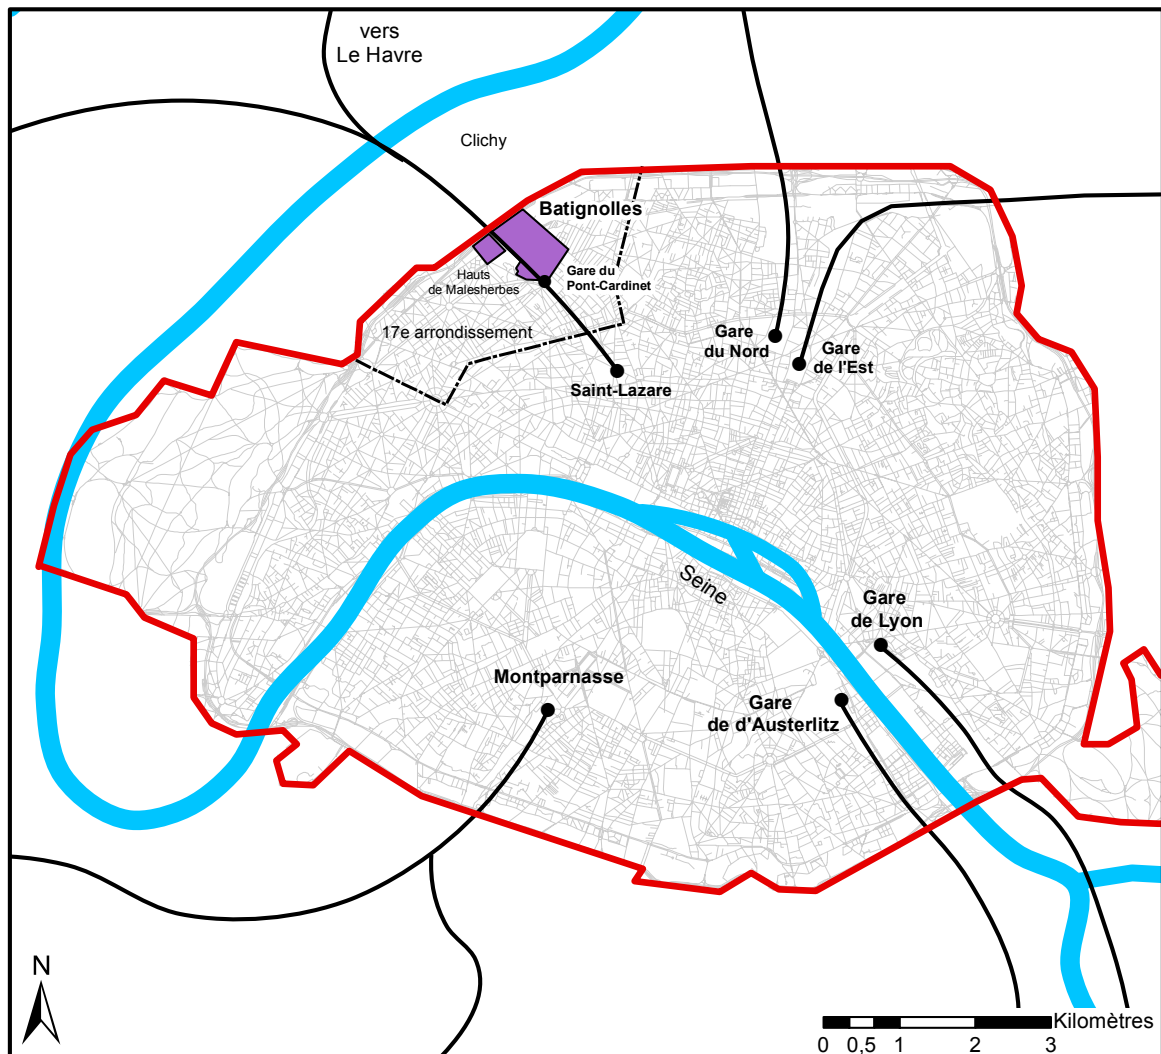 vers
Le Havre
Clichy
Batignolles
Hauts
de Malesherbes
Gare du
Pont-Cardinet
17e arrondissement
Saint-Lazare
Gare
du Nord
Gare
de l'Est
Seine
Gare
de Lyon
Montparnasse
Gare
de d'Austerlitz
N
Kilomètres
0 0,5 1 2 3